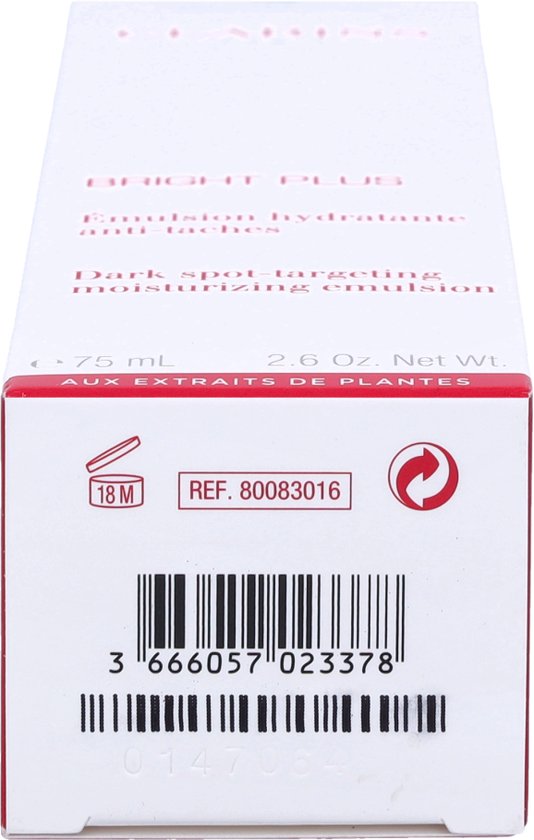 CLARINS
BRIGHT PLUS
Émulsion hydratante
anti-taches
Dark spot-targeting
moisturizing emulsion
℮ 75 mL 2.6 Oz. Net Wt.
AUX EXTRAITS DE PLANTES
18 M
REF. 80083016
3 666057 023378
0147064